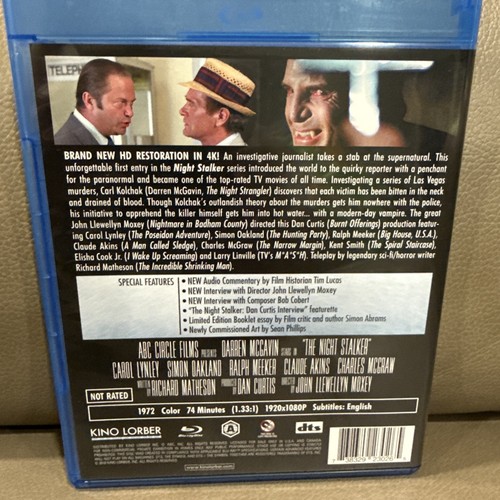 TELEPH
BRAND NEW HD RESTORATION IN 4K! An investigative journalist takes a stab at the supernatural. This
unforgettable first entry in the Night Stalker series introduced the world to the quirky reporter with a penchant
for the paranormal and became one of the top-rated TV movies of all time. Investigating a series of Las Vegas
murders, Carl Kolchak (Darren McGavin, The Night Strangler) discovers that each victim has been bitten in the neck
and drained of blood. Though Kolchak's outlandish theory about the murders gets him nowhere with the police,
his initiative to apprehend the killer himself gets him into hot water... with a modern-day vampire. The great
John Llewellyn Moxey (Nightmare in Badham County) directed this Dan Curtis (Burnt Offerings) production featur-
ing Carol Lynley (The Poseidon Adventure), Simon Oakland (The Hunting Party), Ralph Meeker (Big House, U.S.A.),
Claude Akins (A Man Called Sledge), Charles McGraw (The Narrow Margin), Kent Smith (The Spiral Staircase),
Elisha Cook Jr. (I Wake Up Screaming) and Larry Linville (TV's M*A*S*H). Teleplay by legendary sci-fi/horror writer
Richard Matheson (The Incredible Shrinking Man).
SPECIAL FEATURES
• NEW Audio Commentary by Film Historian Tim Lucas
• NEW Interview with Director John Llewellyn Moxey
• NEW Interview with Composer Bob Cobert
• "The Night Stalker: Dan Curtis Interview" featurette
• Limited Edition Booklet essay by Film critic and author Simon Abrams
• Newly Commissioned Art by Sean Phillips
ABC CIRCLE FILMS PRESENTS DARREN McGAVIN STARS IN "THE NIGHT STALKER"
CAROL LYNLEY SIMON OAKLAND RALPH MEEKER CLAUDE AKINS CHARLES McGRAW
WRITTEN BY RICHARD MATHESON PRODUCED BY DAN CURTIS DIRECTED BY JOHN LLEWELLYN MOXEY
NOT RATED
1972 Color 74 Minutes (1.33:1) 1920x1080P Subtitles: English
KINO LORBER
A
dts
www.kinolorber.com